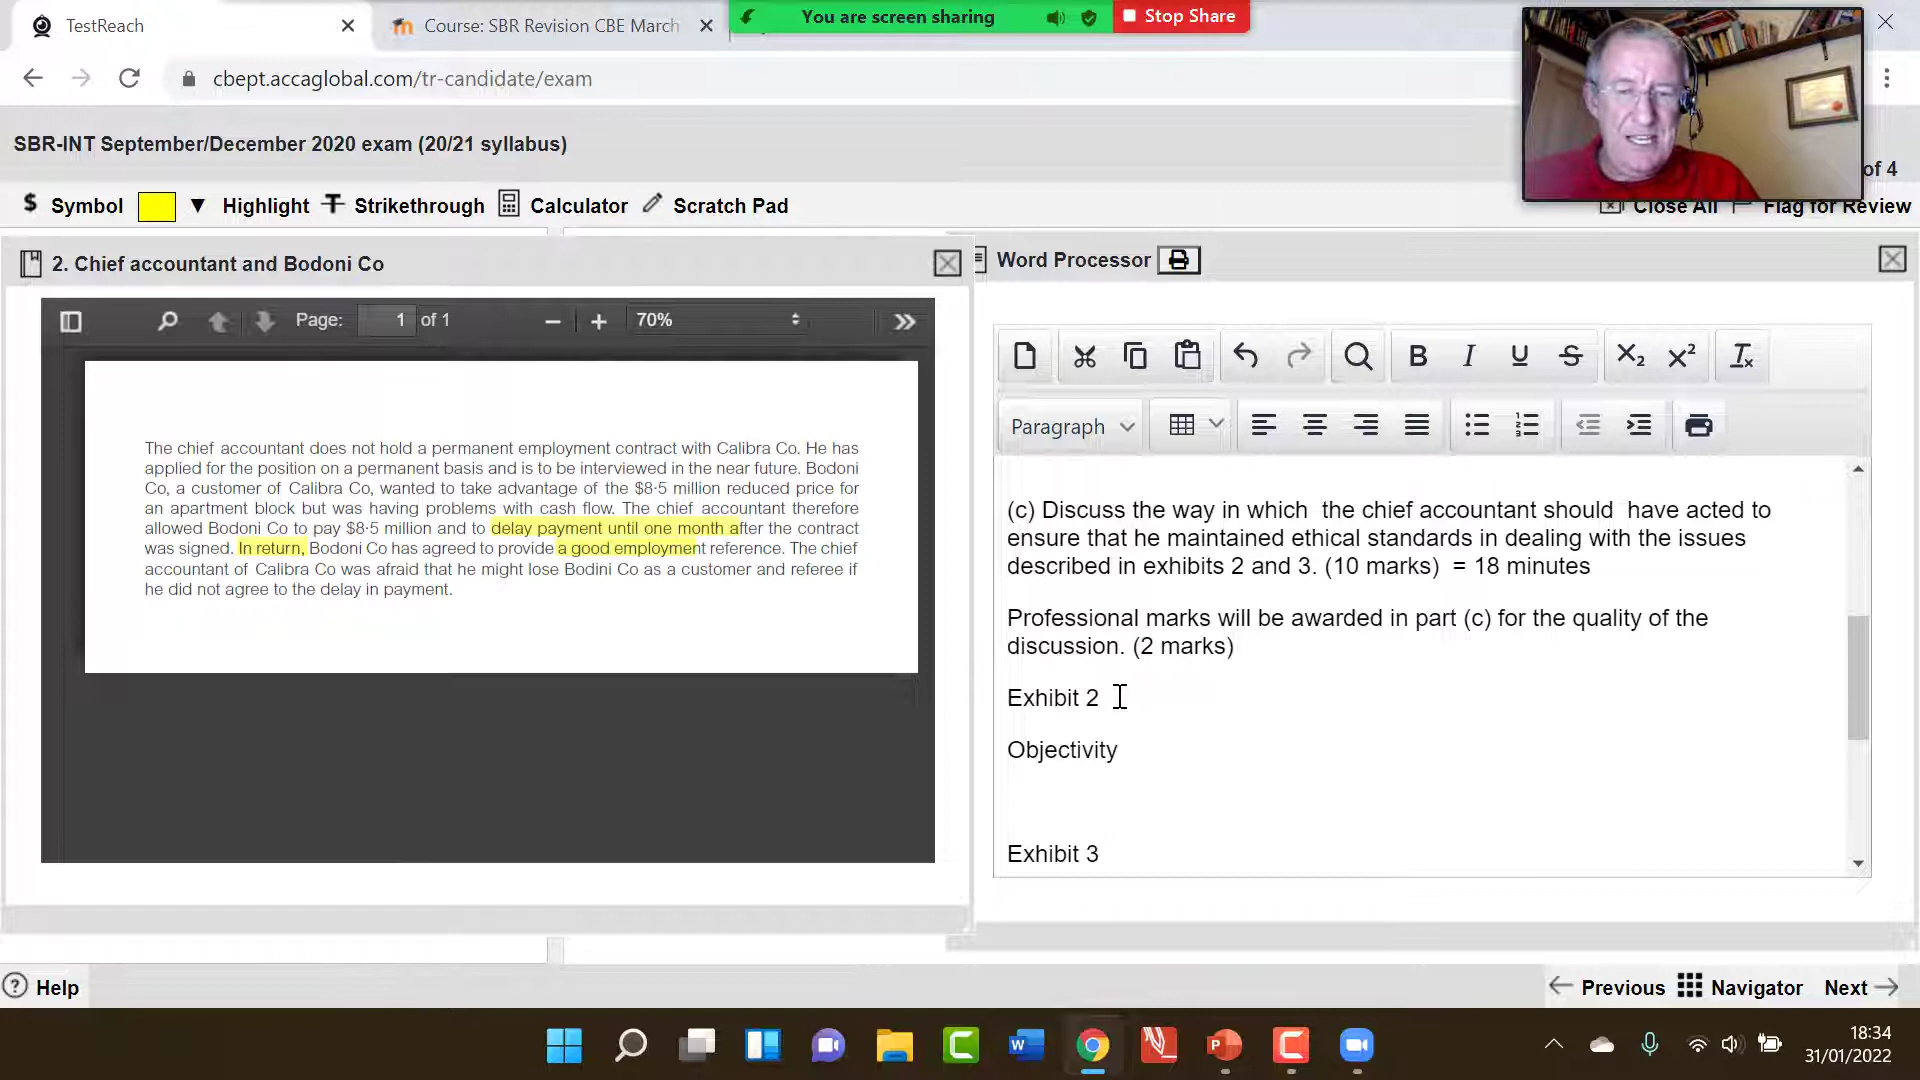 TestReach
Course: SBR Revision CBE March
You are screen sharing
Stop Share
cbept.accaglobal.com/tr-candidate/exam
SBR-INT September/December 2020 exam (20/21 syllabus)
of 4
Symbol
Highlight
Strikethrough
Calculator
Scratch Pad
Close All
Flag for Review
2. Chief accountant and Bodoni Co
Page: 1 of 1
70%
The chief accountant does not hold a permanent employment contract with Calibra Co. He has
applied for the position on a permanent basis and is to be interviewed in the near future. Bodoni
Co, a customer of Calibra Co, wanted to take advantage of the $8·5 million reduced price for
an apartment block but was having problems with cash flow. The chief accountant therefore
allowed Bodoni Co to pay $8·5 million and to delay payment until one month after the contract
was signed. In return, Bodoni Co has agreed to provide a good employment reference. The chief
accountant of Calibra Co was afraid that he might lose Bodini Co as a customer and referee if
he did not agree to the delay in payment.
Word Processor
Paragraph
(c) Discuss the way in which the chief accountant should have acted to
ensure that he maintained ethical standards in dealing with the issues
described in exhibits 2 and 3. (10 marks) = 18 minutes
Professional marks will be awarded in part (c) for the quality of the
discussion. (2 marks)
Exhibit 2
Objectivity
Exhibit 3
Help
Previous
Navigator
Next
18:34
31/01/2022